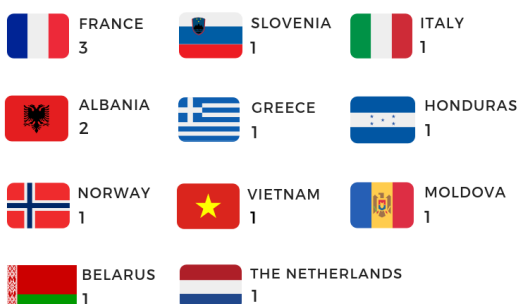 FRANCE
3
SLOVENIA
1
ITALY
1
ALBANIA
2
GREECE
1
HONDURAS
1
NORWAY
1
VIETNAM
1
MOLDOVA
1
BELARUS
1
THE NETHERLANDS
1